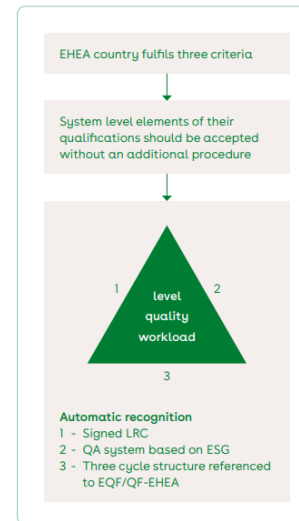 EHEA country fulfils three criteria
System level elements of their
qualifications should be accepted
without an additional procedure
1
level
2
quality
workload
3
Automatic recognition
1 - Signed LRC
2 - QA system based on ESG
3 - Three cycle structure referenced
to EQF/QF-EHEA